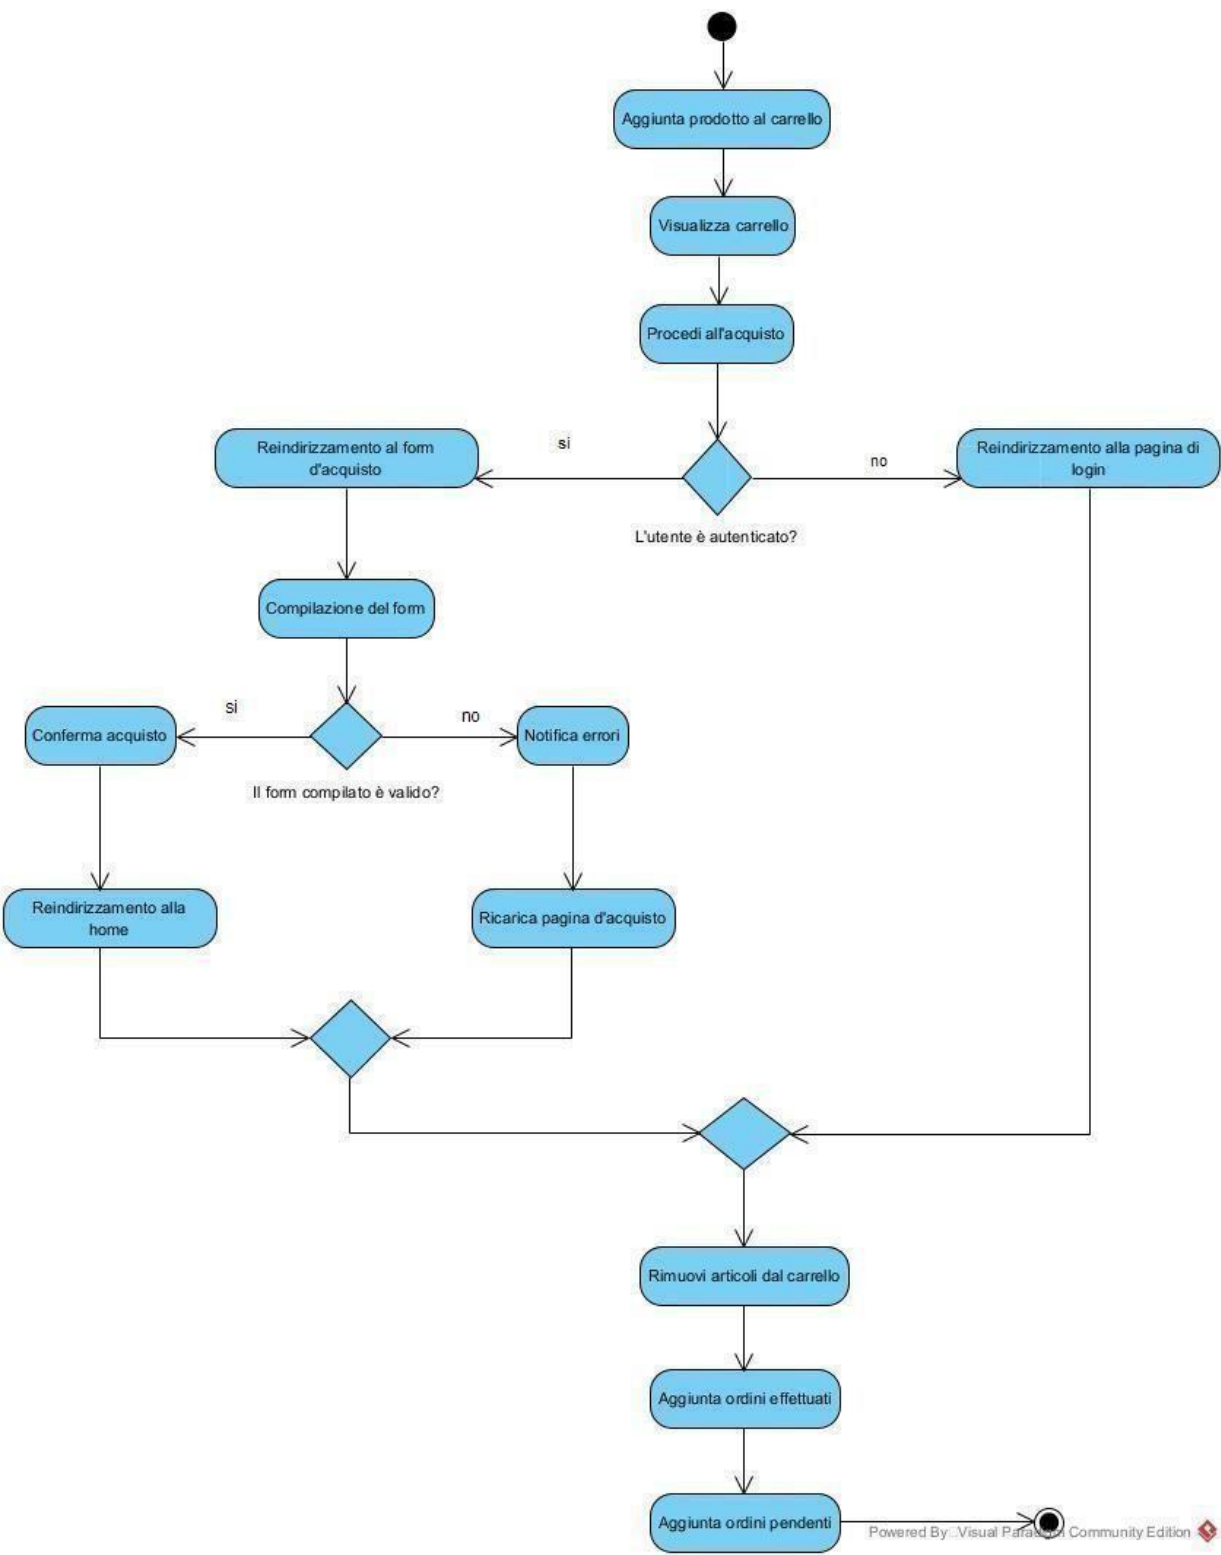 Aggiunta prodotto al carrello
Visualizza carrello
Procedi all'acquisto
si
no
Reindirizzamento al form
d'acquisto
Reindirizzamento alla pagina di
login
L'utente è autenticato?
Compilazione del form
si
no
Conferma acquisto
Notifica errori
Il form compilato è valido?
Reindirizzamento alla
home
Ricarica pagina d'acquisto
Rimuovi articoli dal carrello
Aggiunta ordini effettuati
Aggiunta ordini pendenti
Powered By Visual Paradigm Community Edition